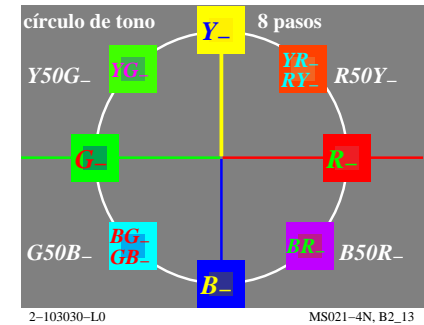 círculo de tono 8 pasos
Y_
Y50G_ YG_ YR_ R50Y_
RY_
G_ R_
G50B_ BG_ BR_ B50R_
GB_
B_
2-103030-L0 MS021-4N, B2_13